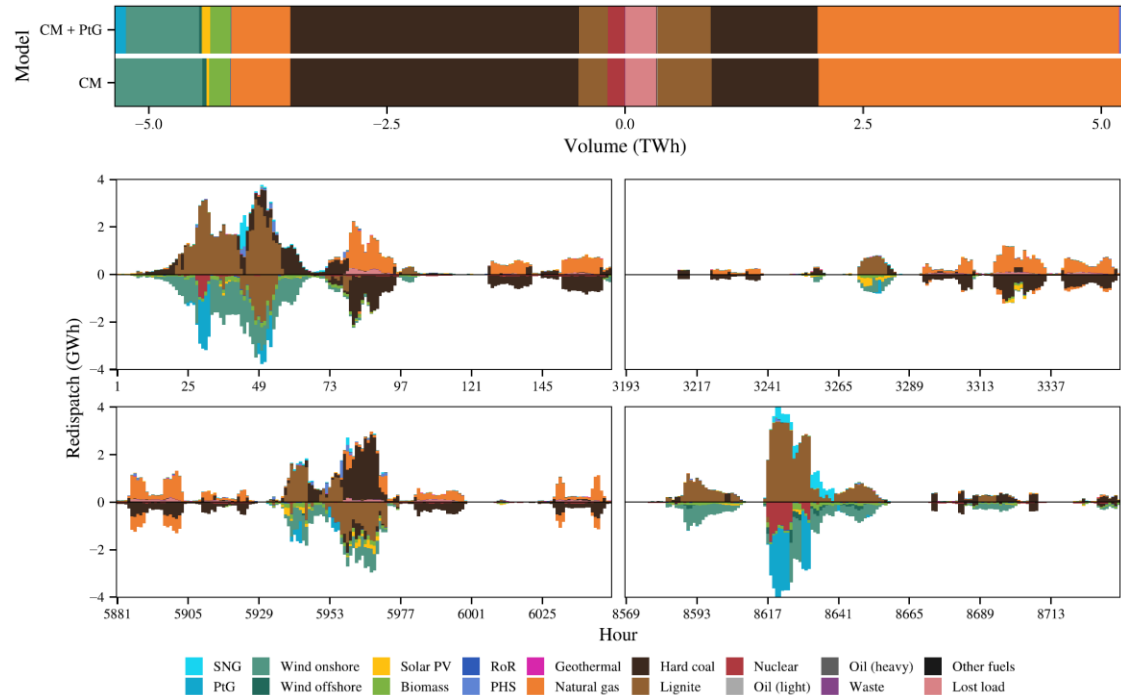 Model
CM + PtG
CM
−5.0 −2.5 0.0 2.5 5.0
Volume (TWh)
Redispatch (GWh)
4
2
0
−2
−4
1 25 49 73 97 121 145 3193 3217 3241 3265 3289 3313 3337
4
2
0
−2
−4
5881 5905 5929 5953 5977 6001 6025 8569 8593 8617 8641 8665 8689 8713
Hour
SNG Wind onshore Solar PV RoR Geothermal Hard coal Nuclear Oil (heavy) Other fuels
PtG Wind offshore Biomass PHS Natural gas Lignite Oil (light) Waste Lost load